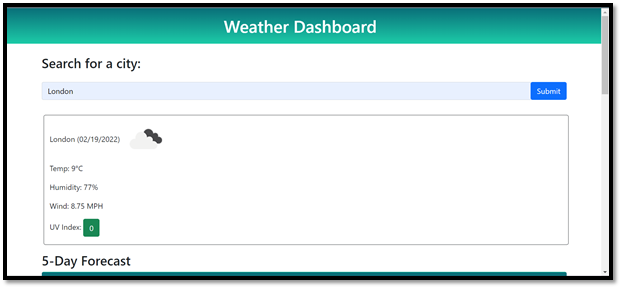 Weather Dashboard
Search for a city:
London
Submit
London (02/19/2022)
Temp: 9°C
Humidity: 77%
Wind: 8.75 MPH
UV Index: 0
5-Day Forecast